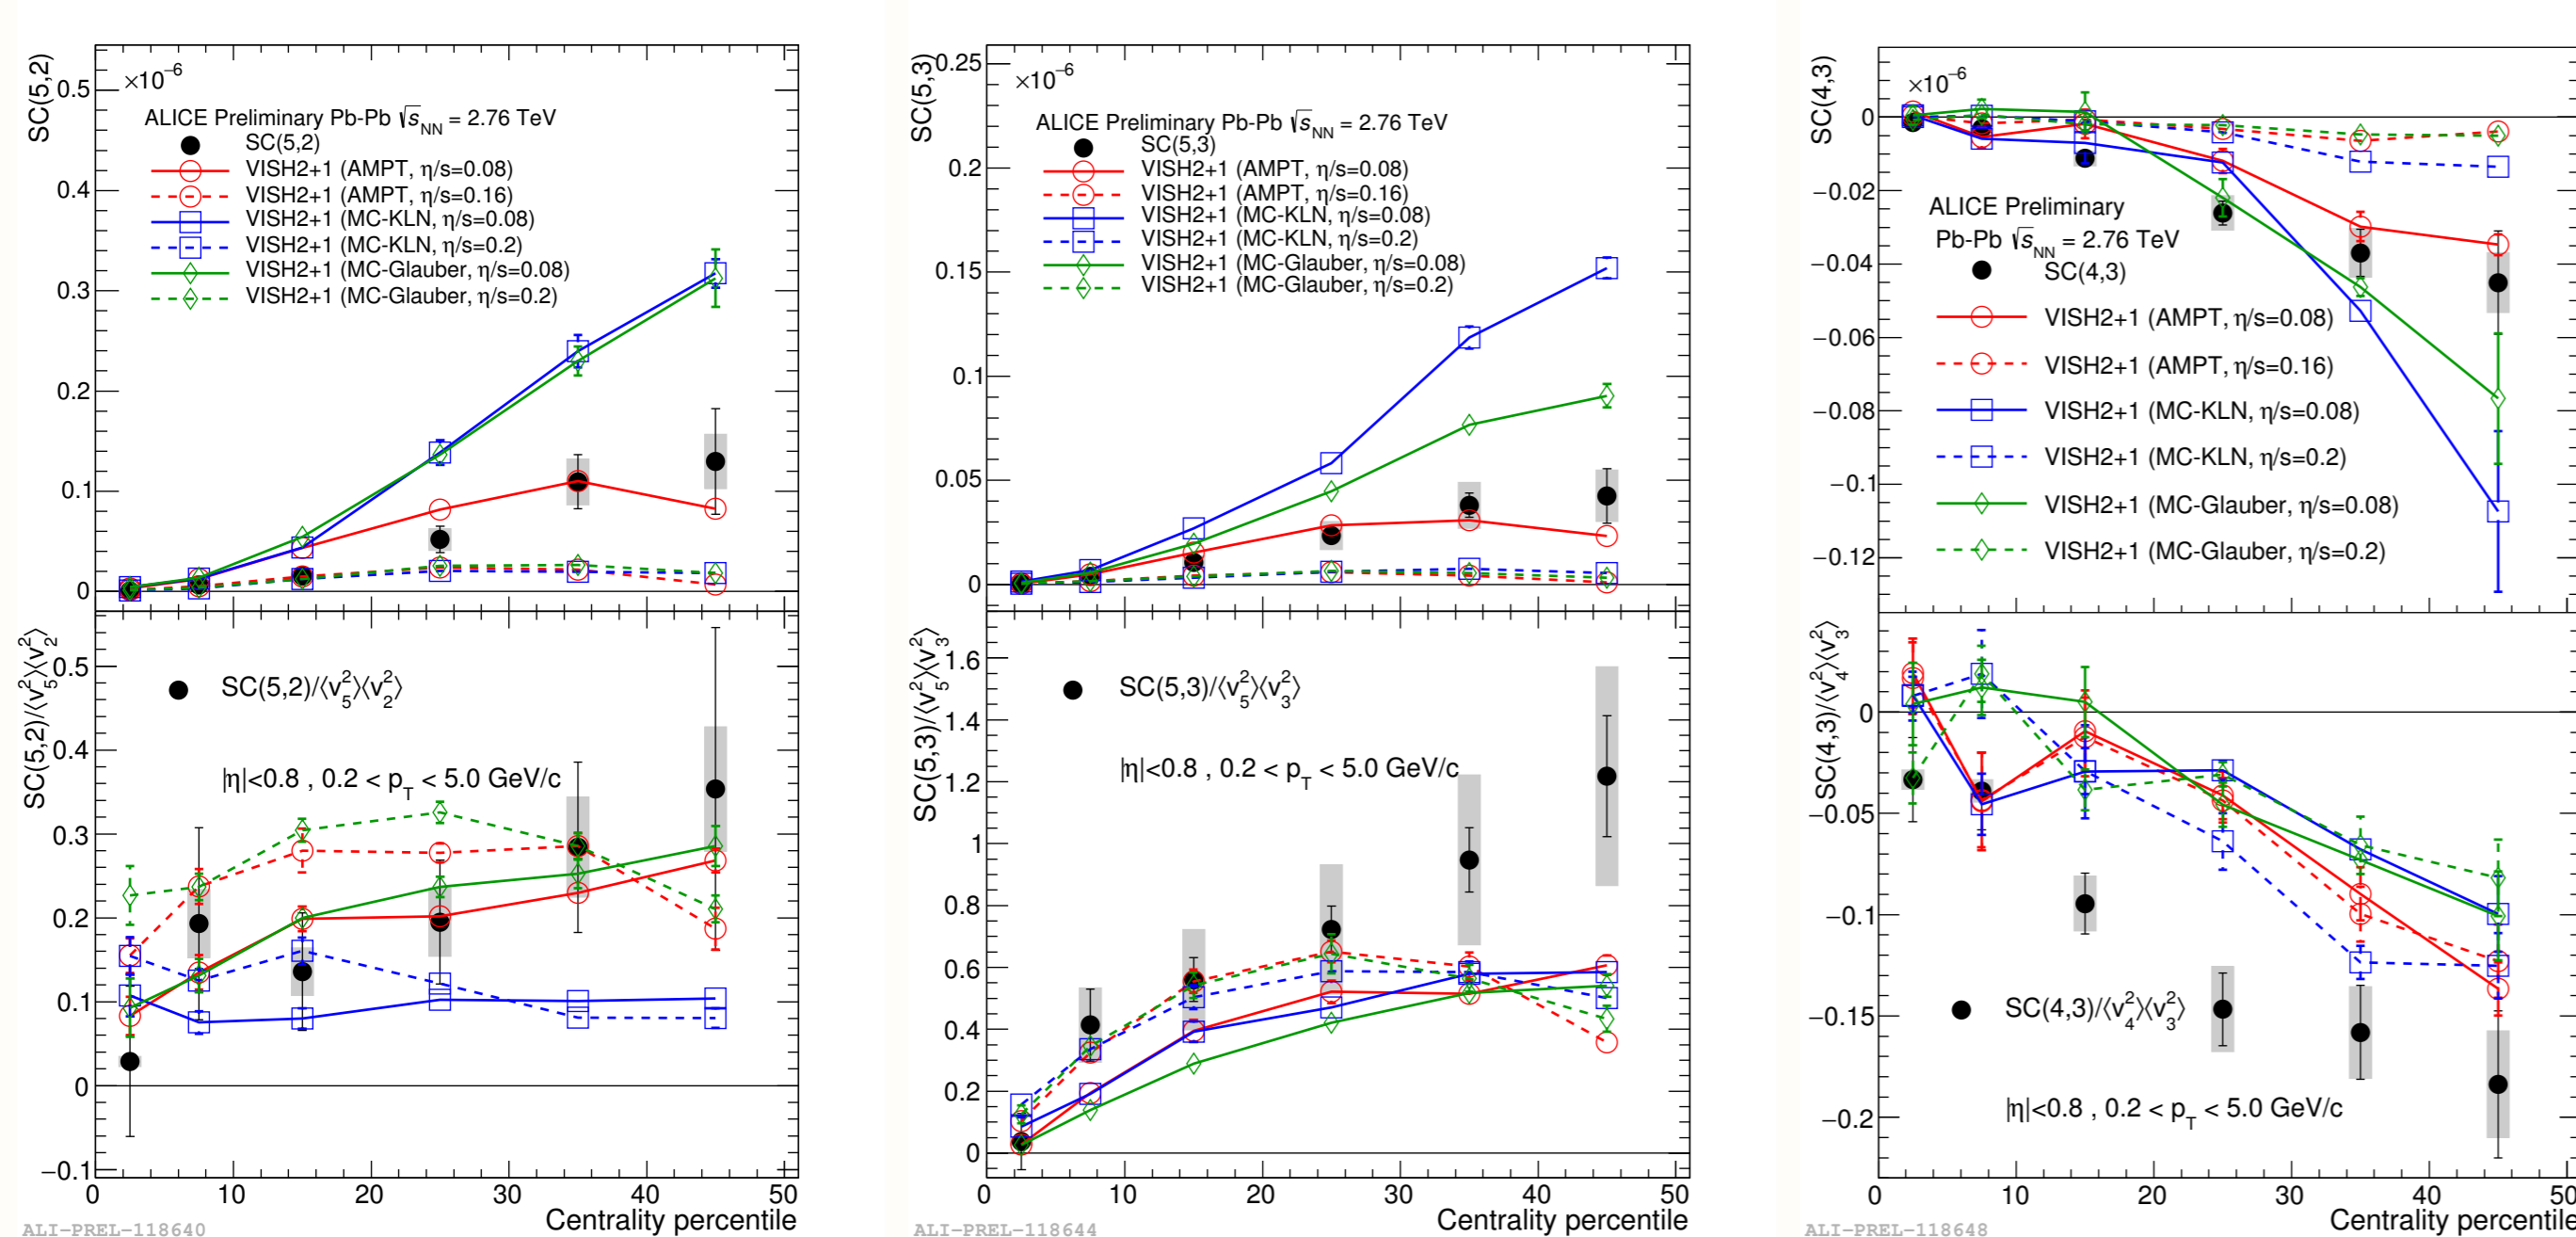 SC(5,2)
×10⁻⁶
0.5
ALICE Preliminary Pb-Pb √s_NN = 2.76 TeV
SC(5,2)
VISH2+1 (AMPT, η/s=0.08)
VISH2+1 (AMPT, η/s=0.16)
VISH2+1 (MC-KLN, η/s=0.08)
VISH2+1 (MC-KLN, η/s=0.2)
VISH2+1 (MC-Glauber, η/s=0.08)
VISH2+1 (MC-Glauber, η/s=0.2)
0.4
0.3
0.2
0.1
0
SC(5,2)/⟨v₅²⟩⟨v₂²⟩
0.5
SC(5,2)/⟨v₅²⟩⟨v₂²⟩
0.4
|η|<0.8 , 0.2 < p_T < 5.0 GeV/c
0.3
0.2
0.1
0
−0.1
0 10 20 30 40 50
Centrality percentile
ALI−PREL−118640
SC(5,3)
0.25
×10⁻⁶
ALICE Preliminary Pb-Pb √s_NN = 2.76 TeV
SC(5,3)
VISH2+1 (AMPT, η/s=0.08)
VISH2+1 (AMPT, η/s=0.16)
VISH2+1 (MC-KLN, η/s=0.08)
VISH2+1 (MC-KLN, η/s=0.2)
VISH2+1 (MC-Glauber, η/s=0.08)
VISH2+1 (MC-Glauber, η/s=0.2)
0.2
0.15
0.1
0.05
0
SC(5,3)/⟨v₅²⟩⟨v₃²⟩
1.6
SC(5,3)/⟨v₅²⟩⟨v₃²⟩
1.4
|η|<0.8 , 0.2 < p_T < 5.0 GeV/c
1.2
1
0.8
0.6
0.4
0.2
0
0 10 20 30 40 50
Centrality percentile
ALI−PREL−118644
SC(4,3)
×10⁻⁶
0
−0.02
ALICE Preliminary
Pb-Pb √s_NN = 2.76 TeV
SC(4,3)
VISH2+1 (AMPT, η/s=0.08)
VISH2+1 (AMPT, η/s=0.16)
VISH2+1 (MC-KLN, η/s=0.08)
VISH2+1 (MC-KLN, η/s=0.2)
VISH2+1 (MC-Glauber, η/s=0.08)
VISH2+1 (MC-Glauber, η/s=0.2)
−0.04
−0.06
−0.08
−0.1
−0.12
SC(4,3)/⟨v₄²⟩⟨v₃²⟩
0
−0.05
−0.1
−0.15
SC(4,3)/⟨v₄²⟩⟨v₃²⟩
|η|<0.8 , 0.2 < p_T < 5.0 GeV/c
−0.2
0 10 20 30 40 50
Centrality percentile
ALI−PREL−118648